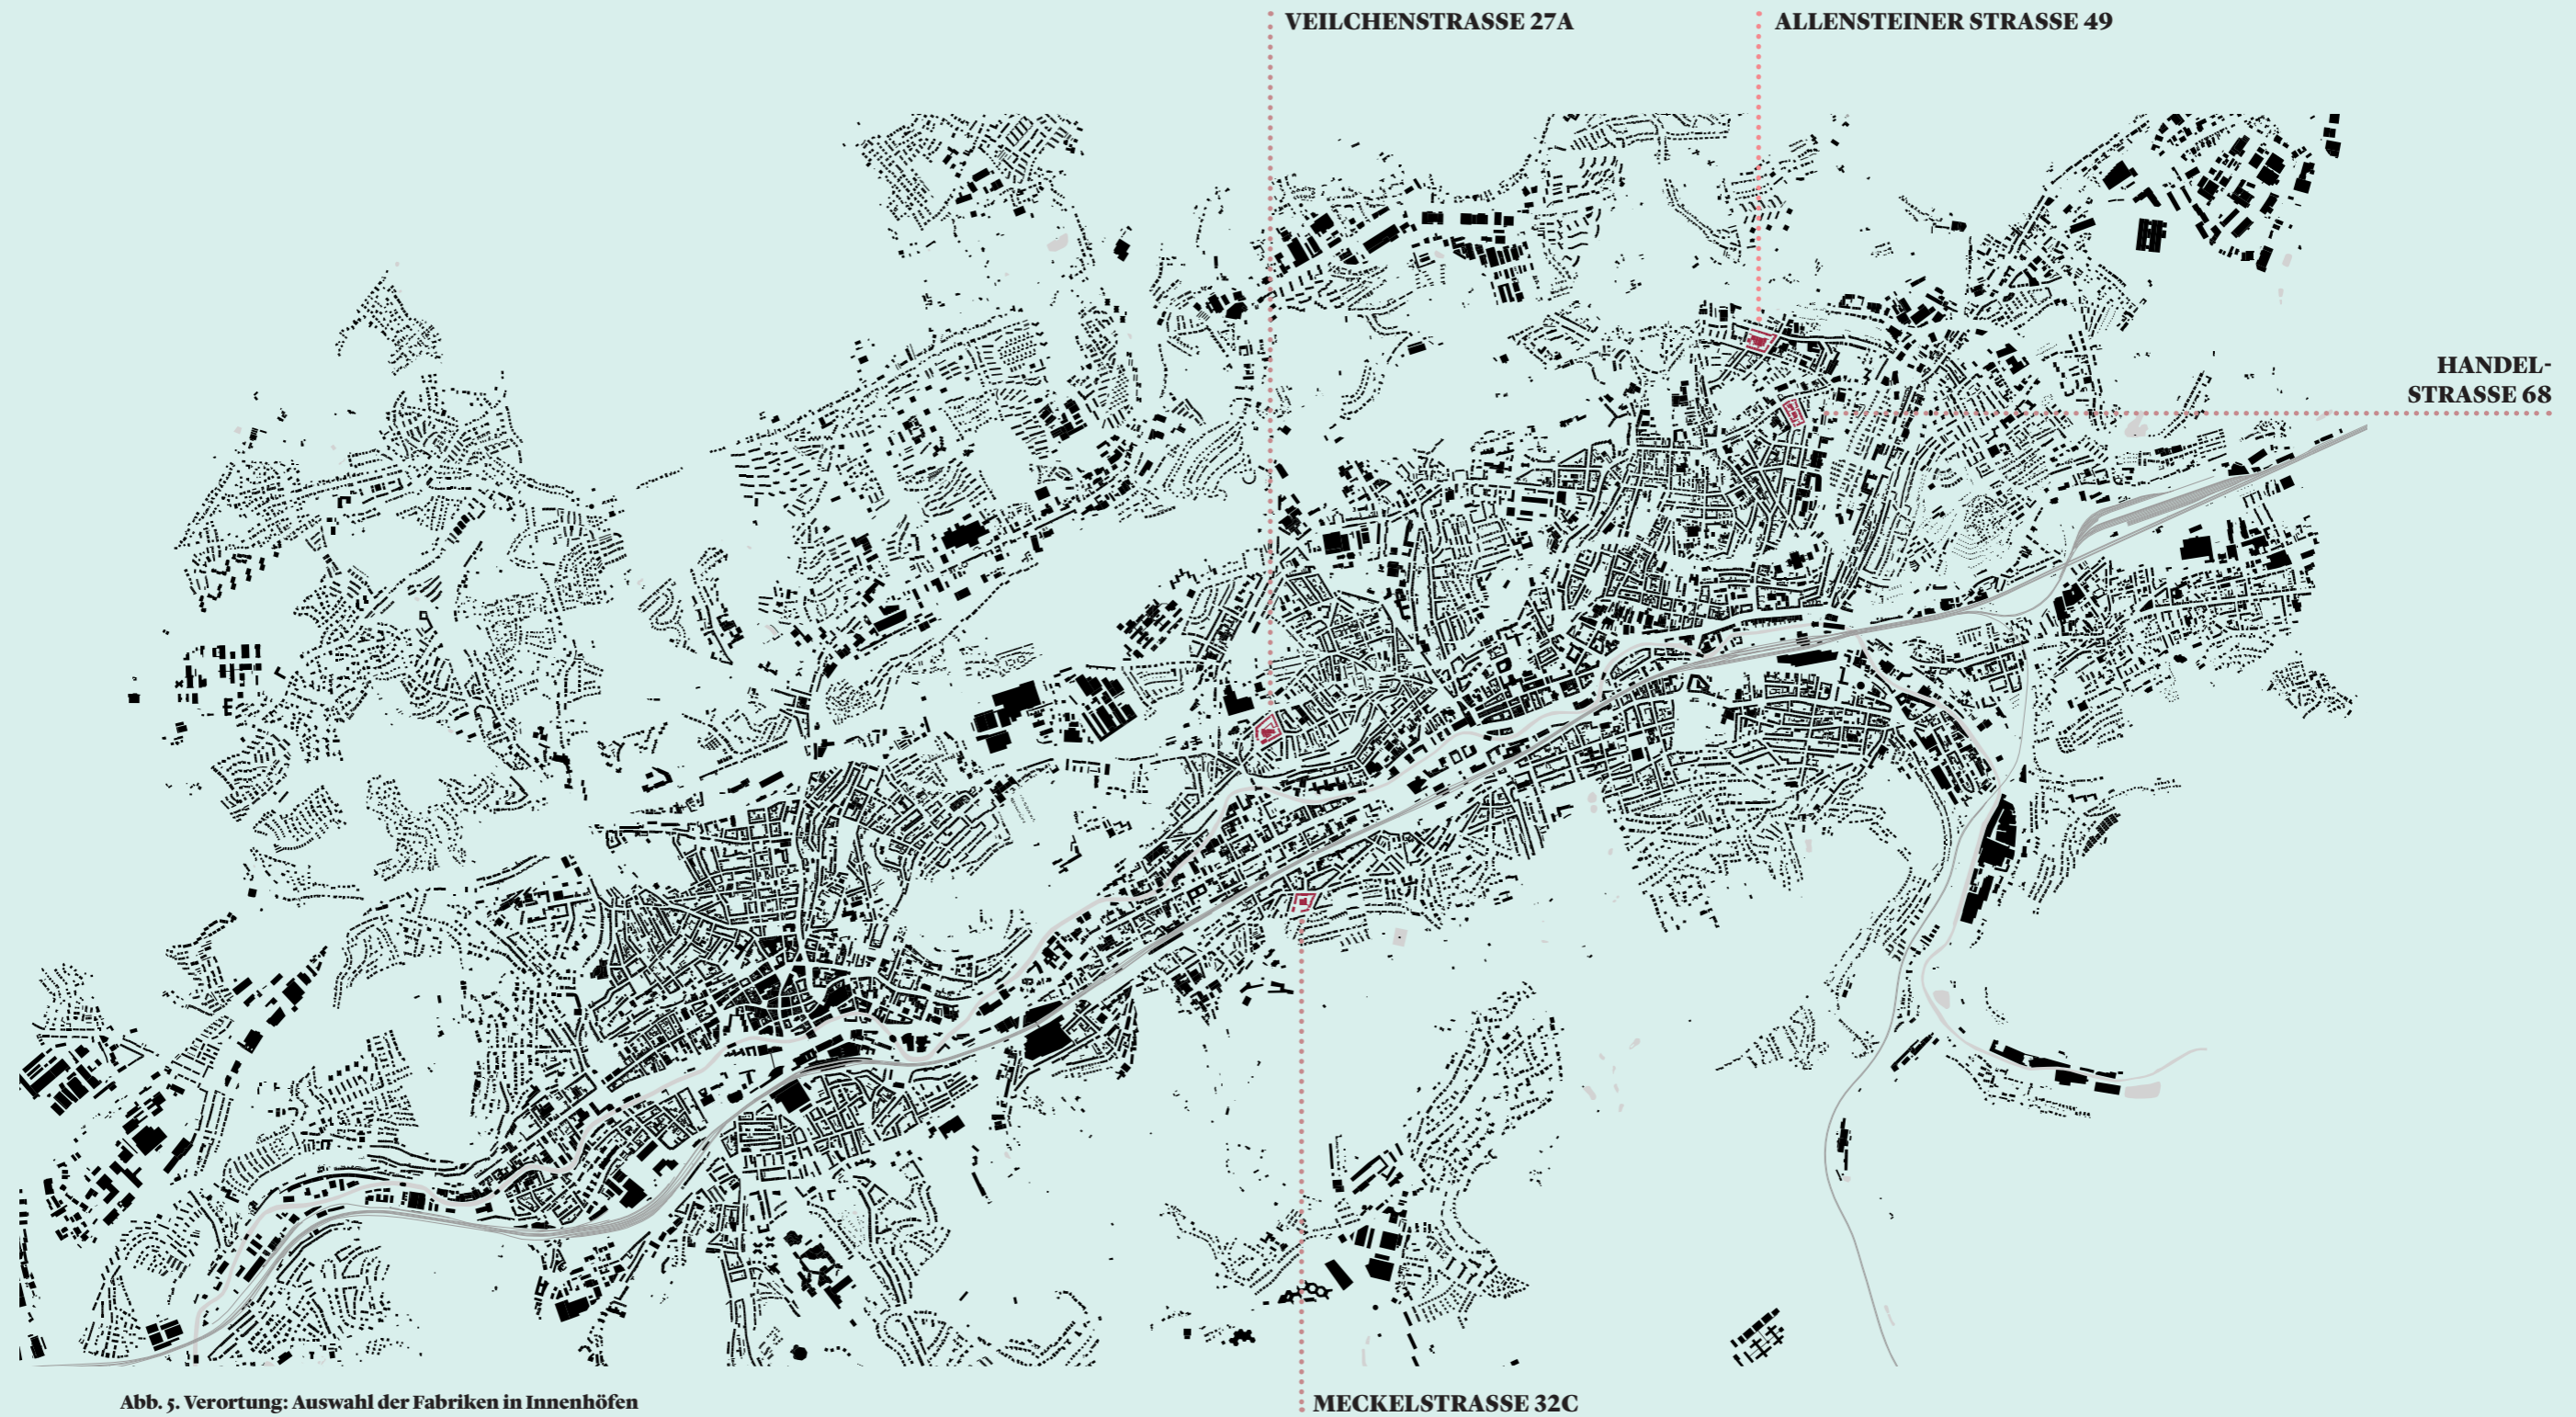 VEILCHENSTRASSE 27A
ALLENSTEINER STRASSE 49
HANDEL-
STRASSE 68
Abb. 5. Verortung: Auswahl der Fabriken in Innenhöfen
MECKELSTRASSE 32C